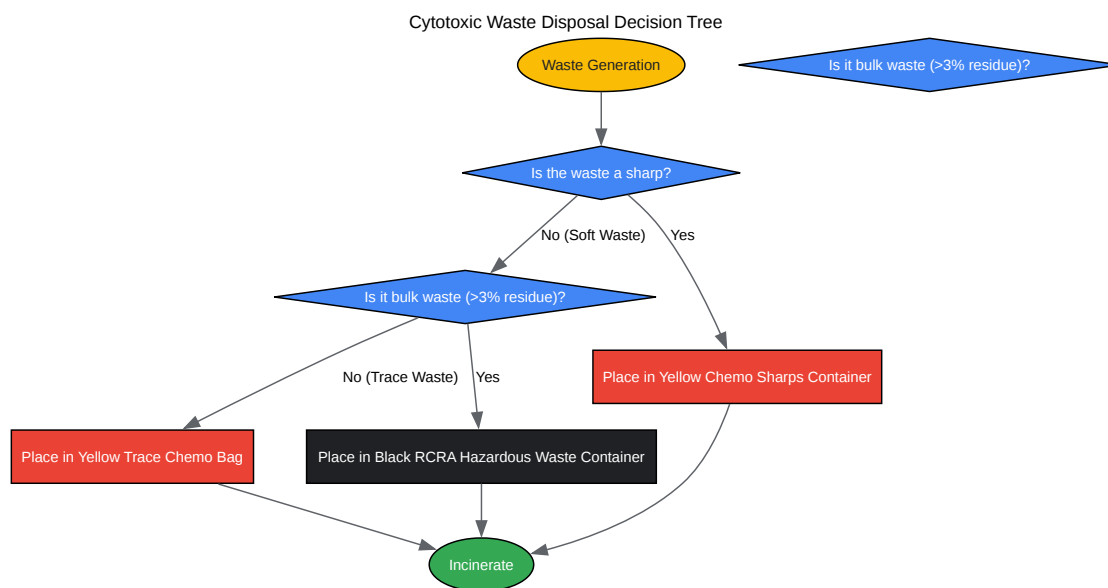 Cytotoxic Waste Disposal Decision Tree
Waste Generation
Is it bulk waste (>3% residue)?
Is the waste a sharp?
No (Soft Waste)
Yes
Is it bulk waste (>3% residue)?
No (Trace Waste)
Yes
Place in Yellow Chemo Sharps Container
Place in Yellow Trace Chemo Bag
Place in Black RCRA Hazardous Waste Container
Incinerate